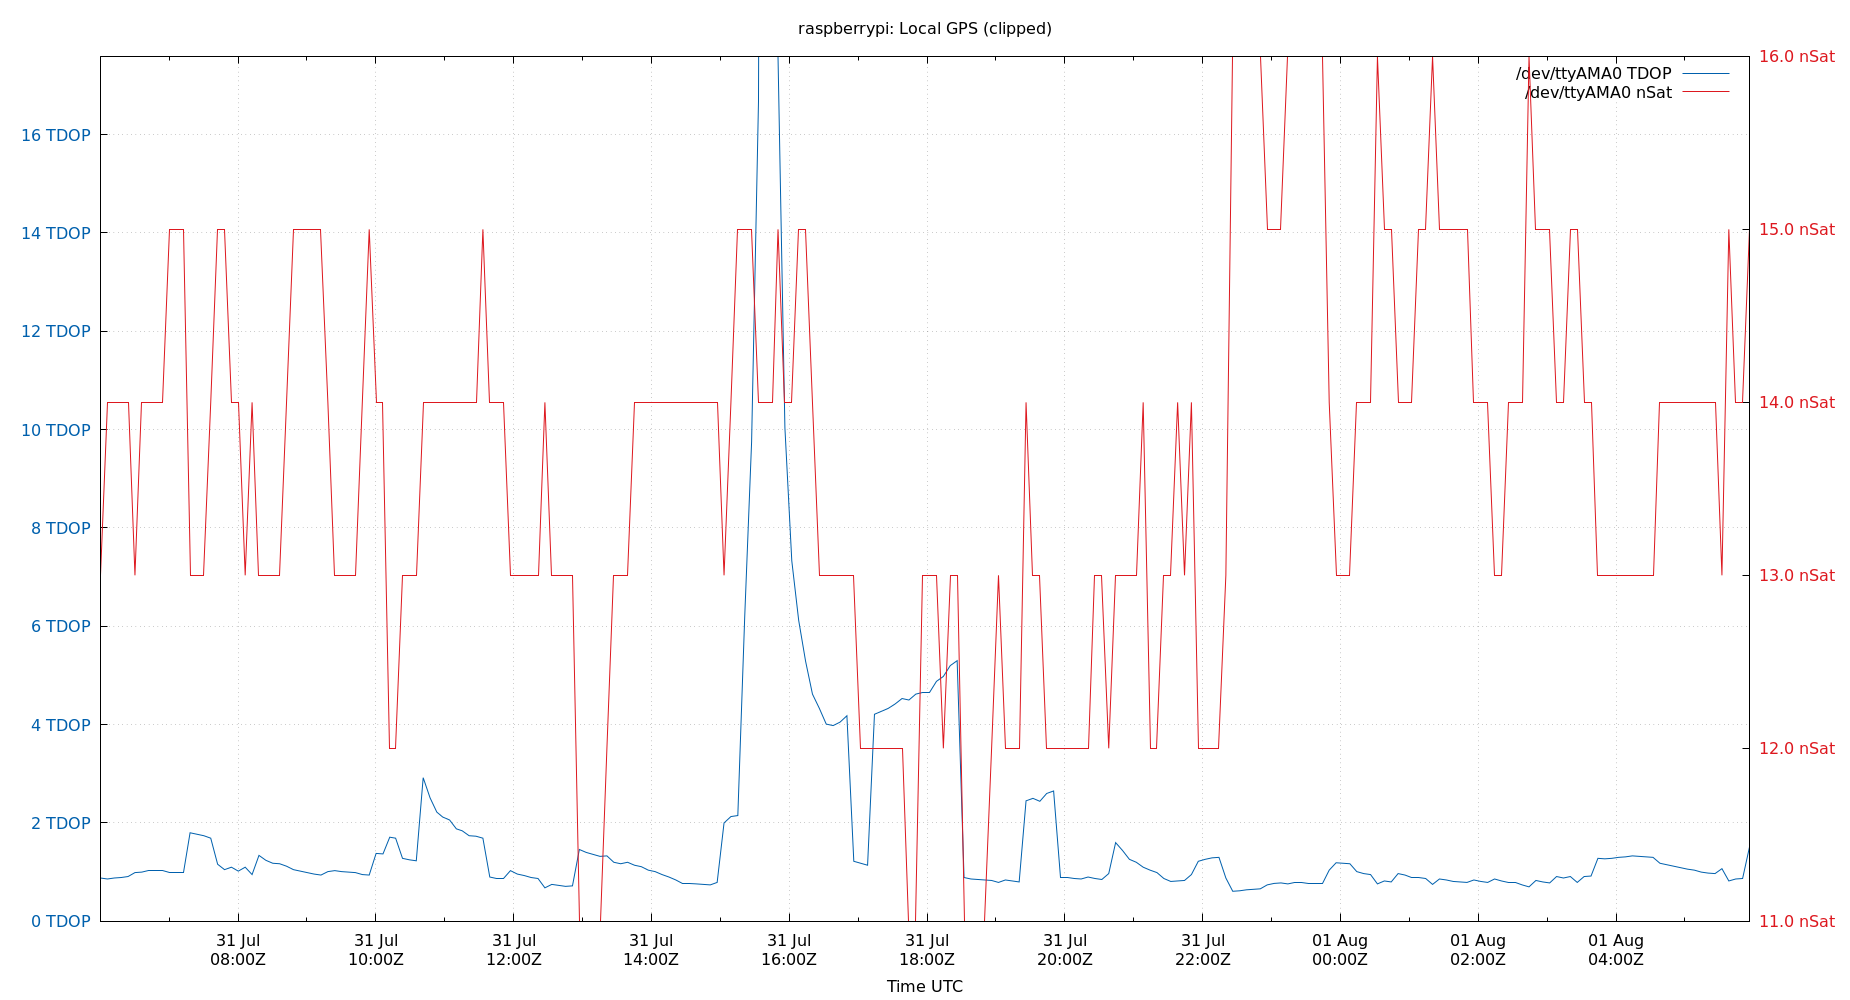 raspberrypi: Local GPS (clipped)
/dev/ttyAMA0 TDOP
/dev/ttyAMA0 nSat
16 TDOP
14 TDOP
12 TDOP
10 TDOP
8 TDOP
6 TDOP
4 TDOP
2 TDOP
0 TDOP
16.0 nSat
15.0 nSat
14.0 nSat
13.0 nSat
12.0 nSat
11.0 nSat
31 Jul
08:00Z
31 Jul
10:00Z
31 Jul
12:00Z
31 Jul
14:00Z
31 Jul
16:00Z
31 Jul
18:00Z
31 Jul
20:00Z
31 Jul
22:00Z
01 Aug
00:00Z
01 Aug
02:00Z
01 Aug
04:00Z
Time UTC